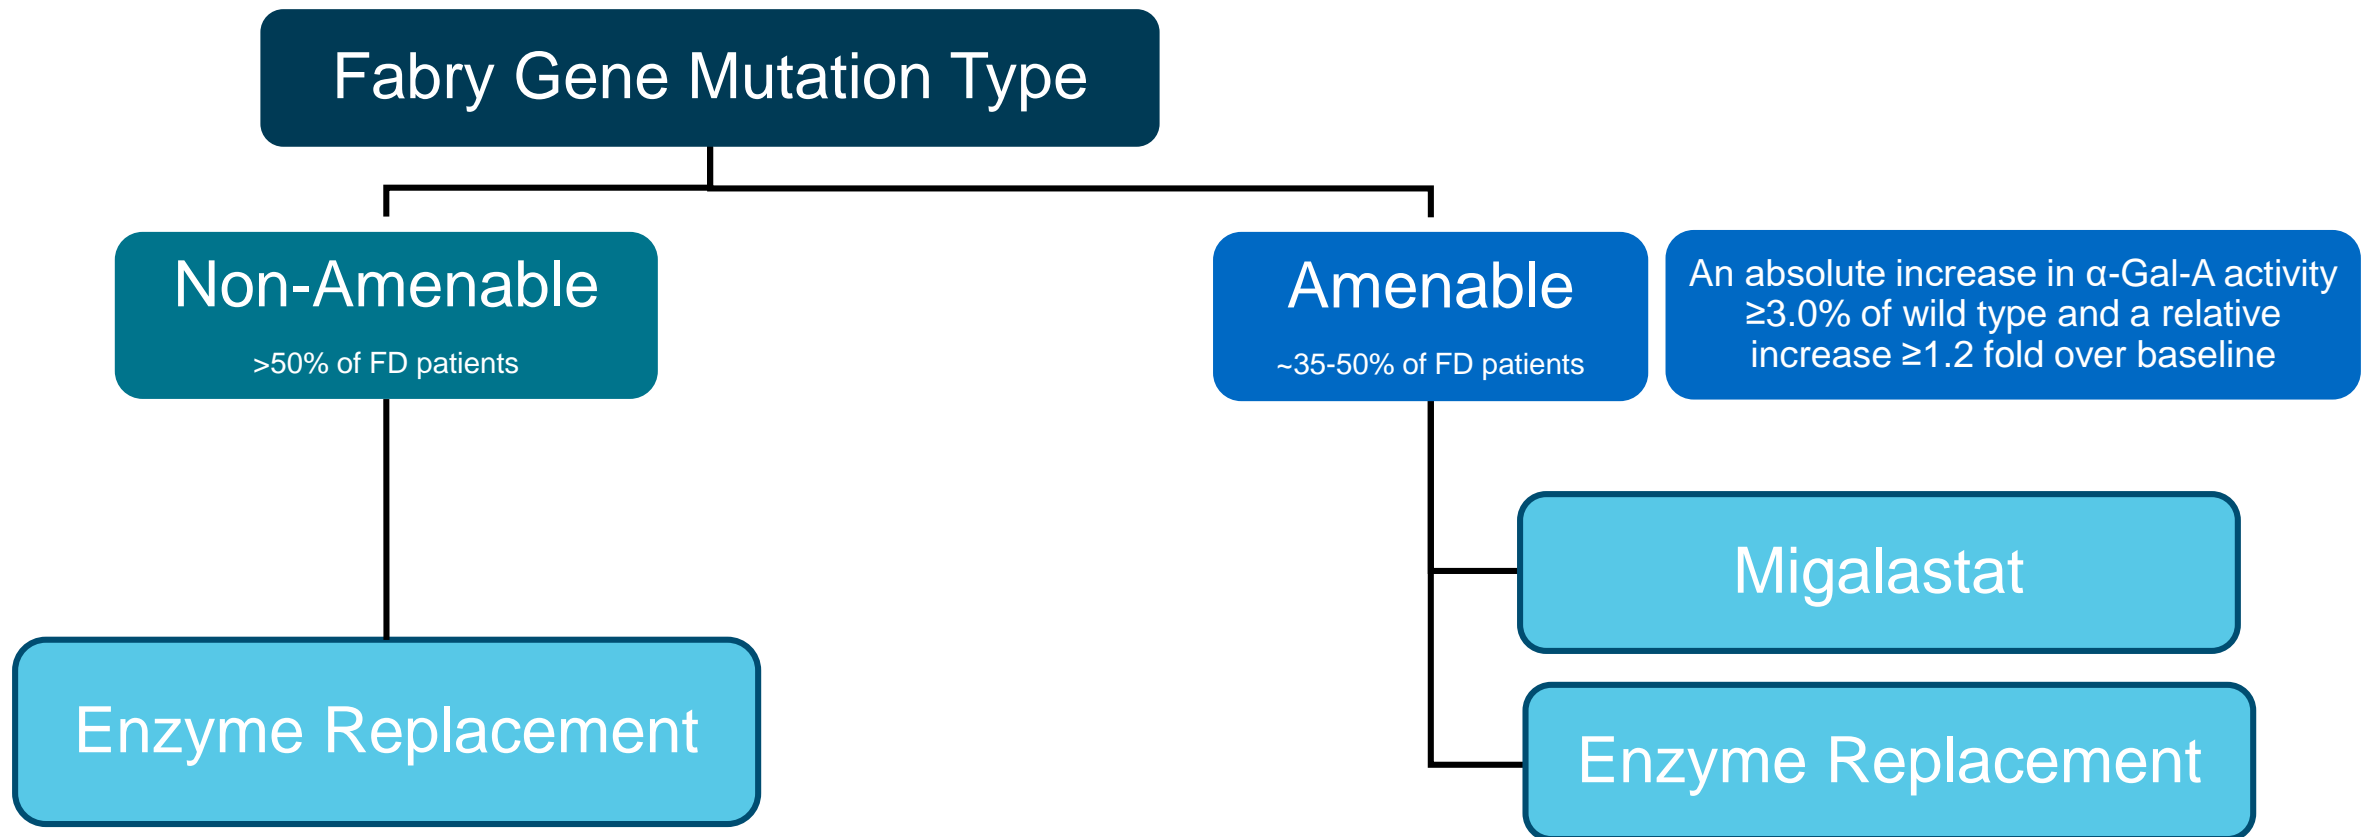 Fabry Gene Mutation Type
Non-Amenable
>50% of FD patients
Amenable
~35-50% of FD patients
An absolute increase in α-Gal-A activity
≥3.0% of wild type and a relative
increase ≥1.2 fold over baseline
Migalastat
Enzyme Replacement
Enzyme Replacement